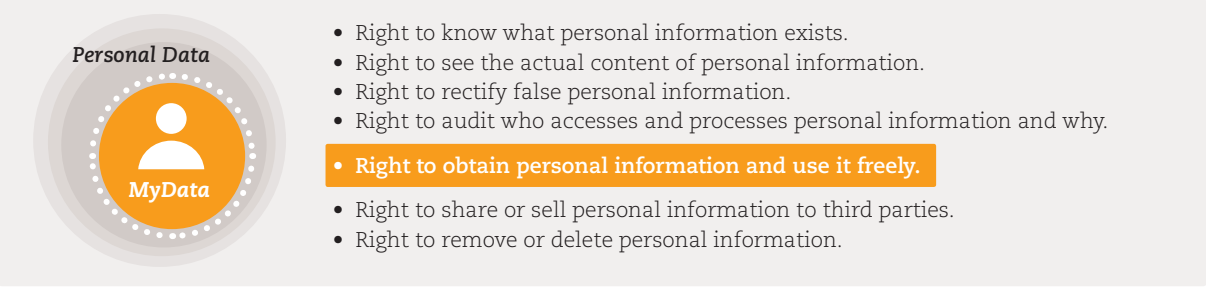 Personal Data
MyData
• Right to know what personal information exists.
• Right to see the actual content of personal information.
• Right to rectify false personal information.
• Right to audit who accesses and processes personal information and why.
• Right to obtain personal information and use it freely.
• Right to share or sell personal information to third parties.
• Right to remove or delete personal information.